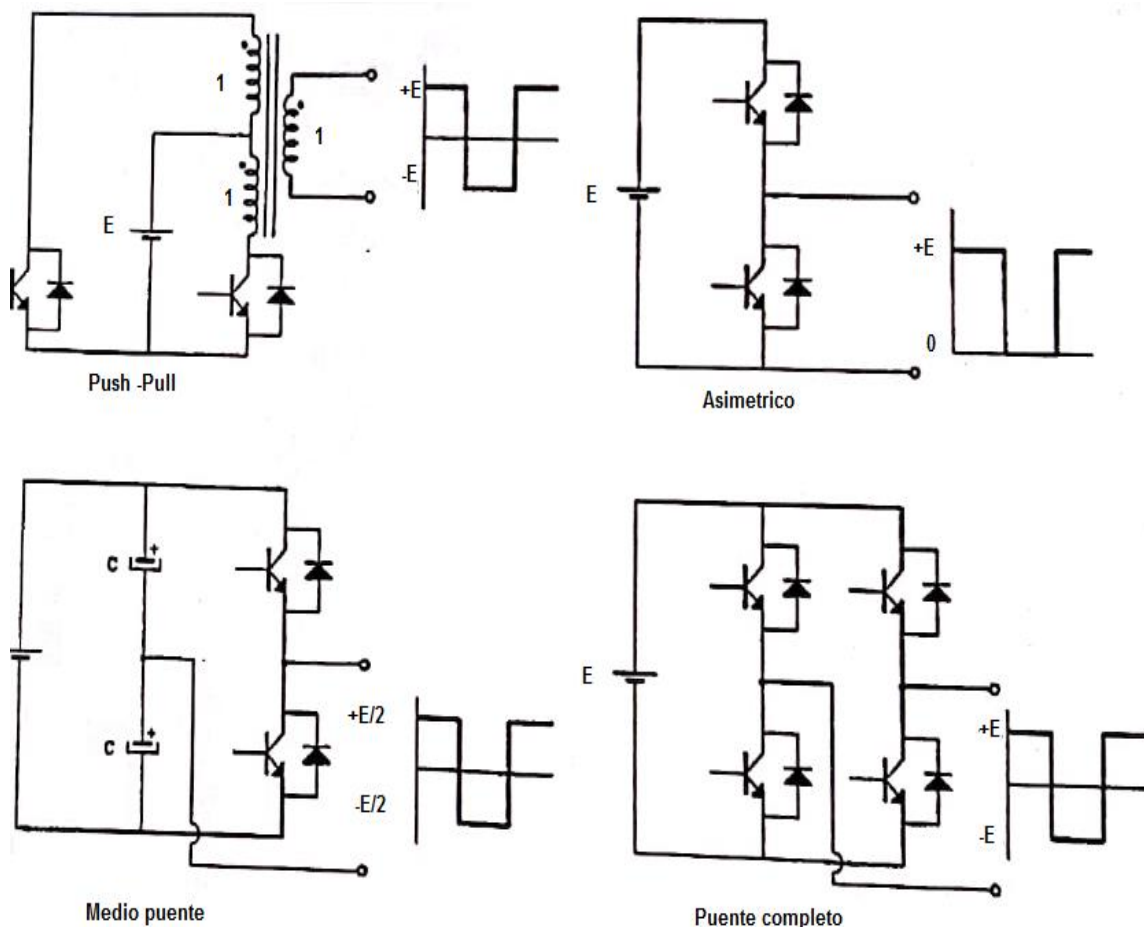 1
1
1
E
+E
-E
Push -Pull
E
+E
0
Asimetrico
C
+
C
+
+E/2
-E/2
Medio puente
E
+E
-E
Puente completo